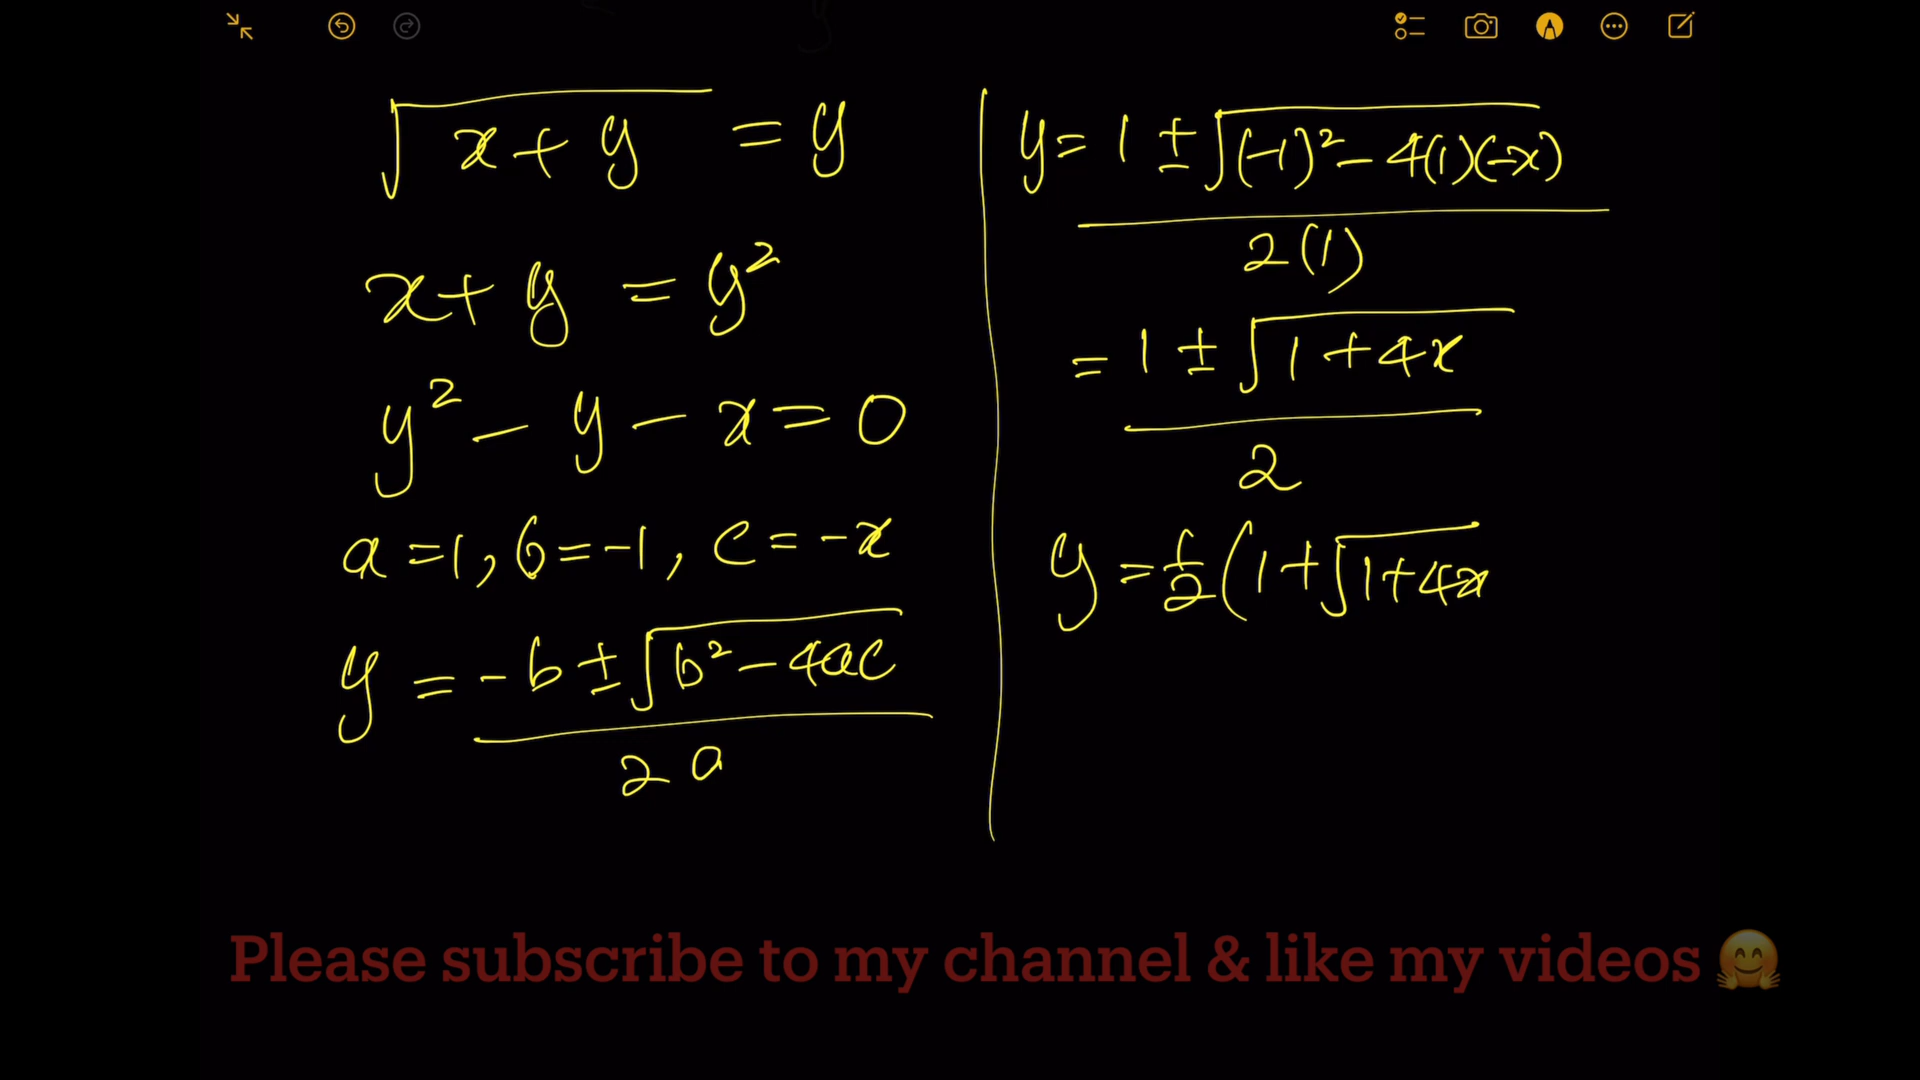 √(x + y) = y
x + y = y²
y² - y - x = 0
a = 1, b = -1, c = -x
y = (-b ± √(b² - 4ac)) / 2a
y = (1 ± √((-1)² - 4(1)(-x))) / 2(1)
= (1 ± √(1 + 4x)) / 2
y = 1/2 (1 + √(1 + 4x)
Please subscribe to my channel & like my videos 🤗